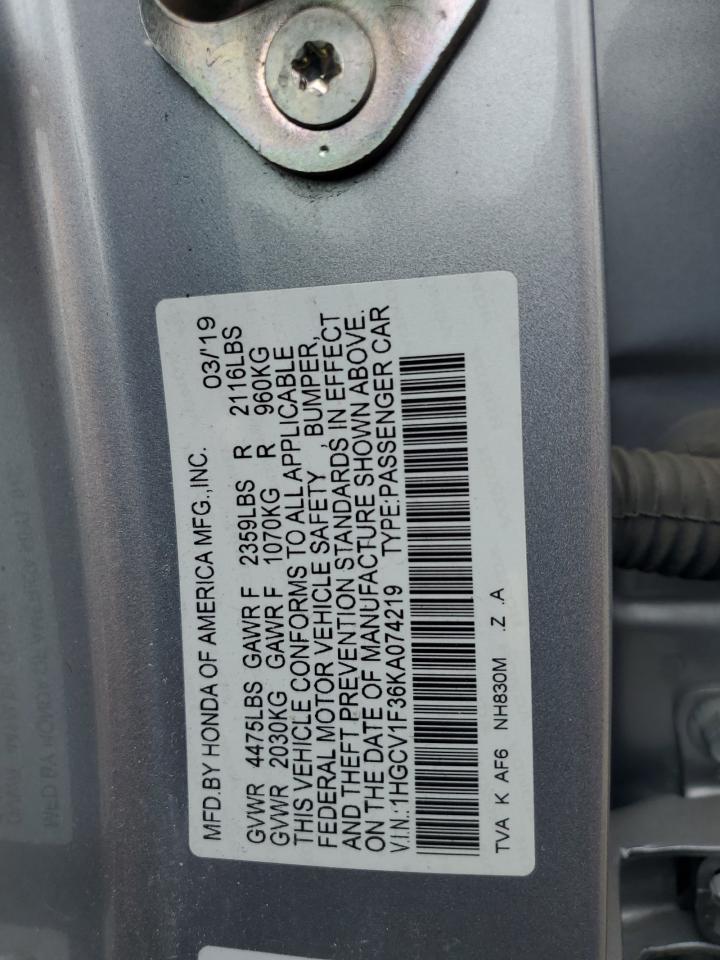 MFD.BY HONDA OF AMERICA MFG.,INC. 03/'19
GVWR 4475LBS GAWR F 2359LBS R 2116LBS
GVWR 2030KG GAWR F 1070KG R 960KG
THIS VEHICLE CONFORMS TO ALL APPLICABLE
FEDERAL MOTOR VEHICLE SAFETY , BUMPER,
AND THEFT PREVENTION STANDARDS IN EFFECT
ON THE DATE OF MANUFACTURE SHOWN ABOVE.
V.I.N.:1HGCV1F36KA074219 TYPE:PASSENGER CAR
TVA K AF6 NH830M .Z .A